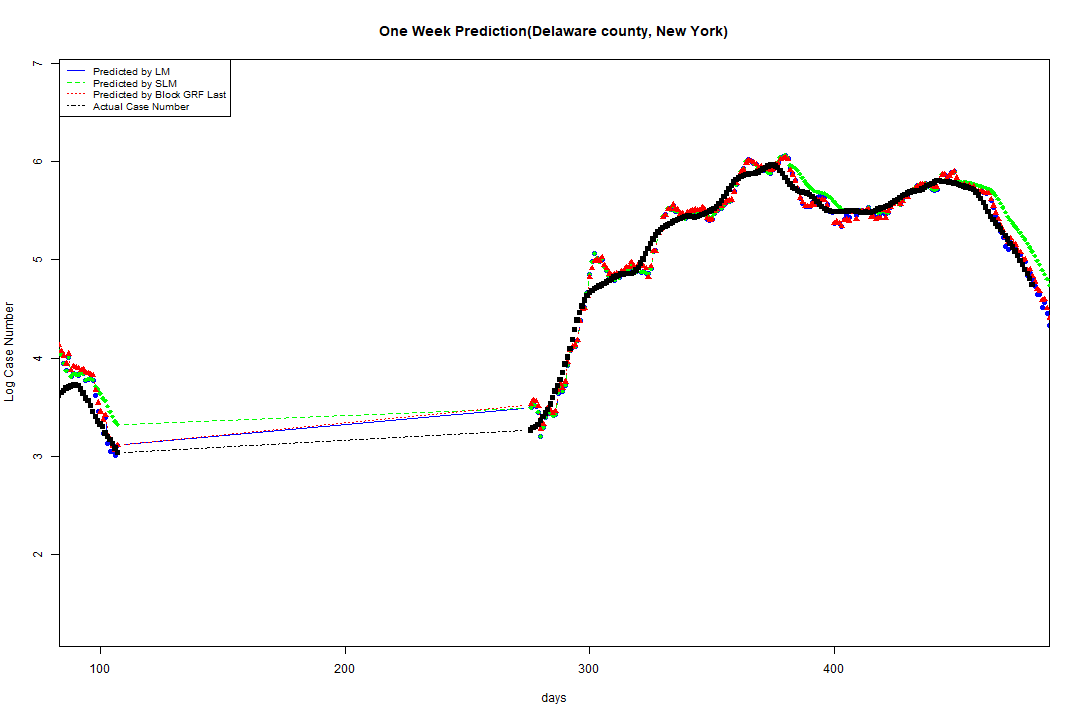 One Week Prediction(Delaware county, New York)
Predicted by LM
Predicted by SLM
Predicted by Block GRF Last
Actual Case Number
7
6
5
4
3
2
Log Case Number
100 200 300 400
days